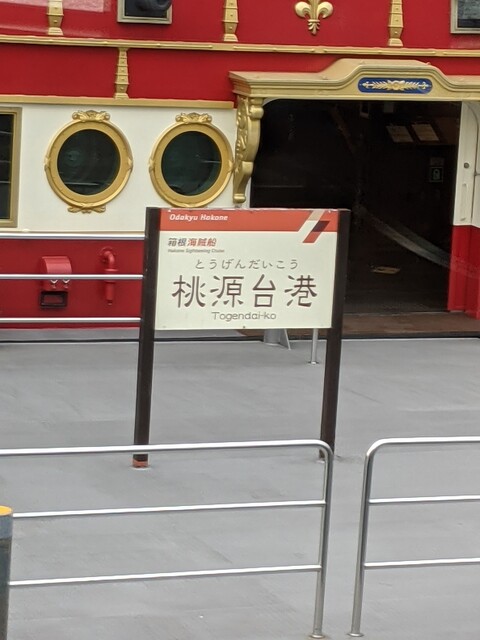 Odakyu Hakone
箱根海賊船
Hakone Sightseeing Cruise
とうげんだいこう
桃源台港
Togendai-ko